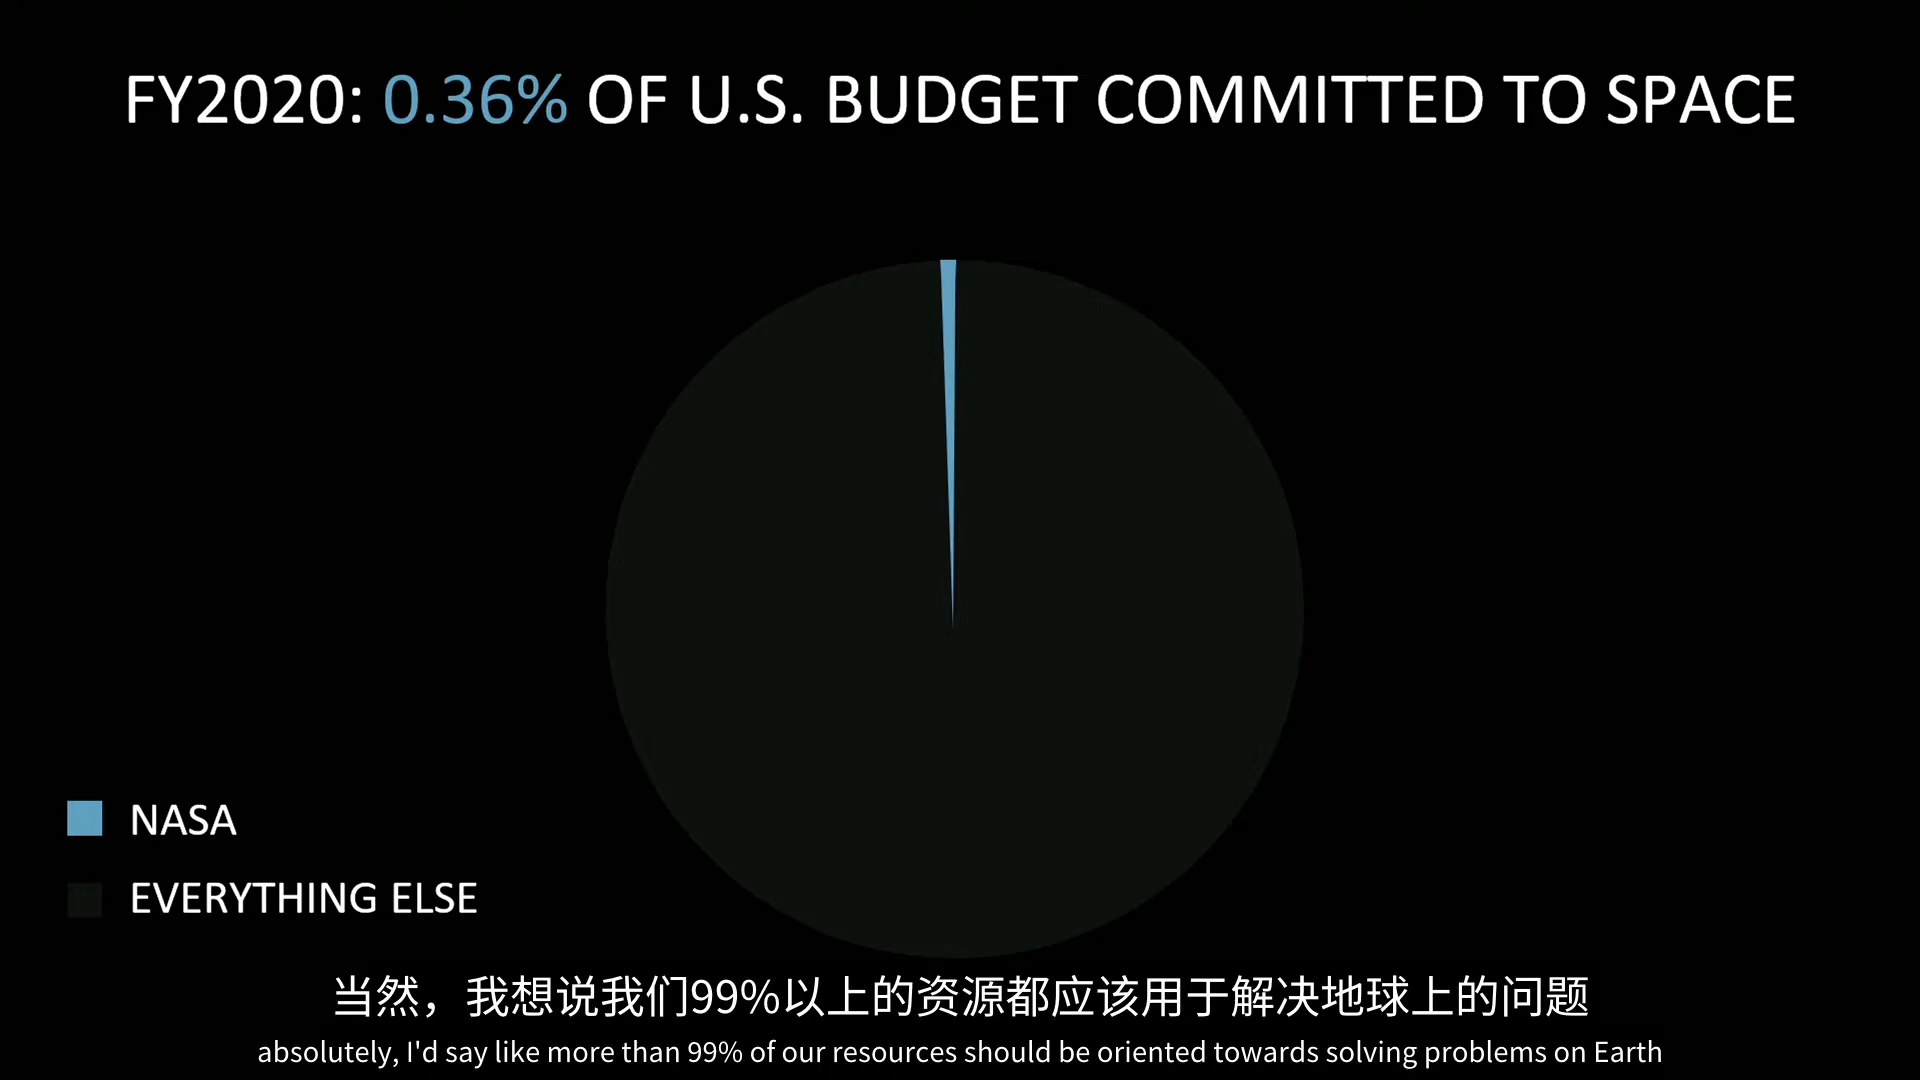 FY2020: 0.36% OF U.S. BUDGET COMMITTED TO SPACE
NASA
EVERYTHING ELSE
当然，我想说我们99%以上的资源都应该用于解决地球上的问题
absolutely, I'd say like more than 99% of our resources should be oriented towards solving problems on Earth